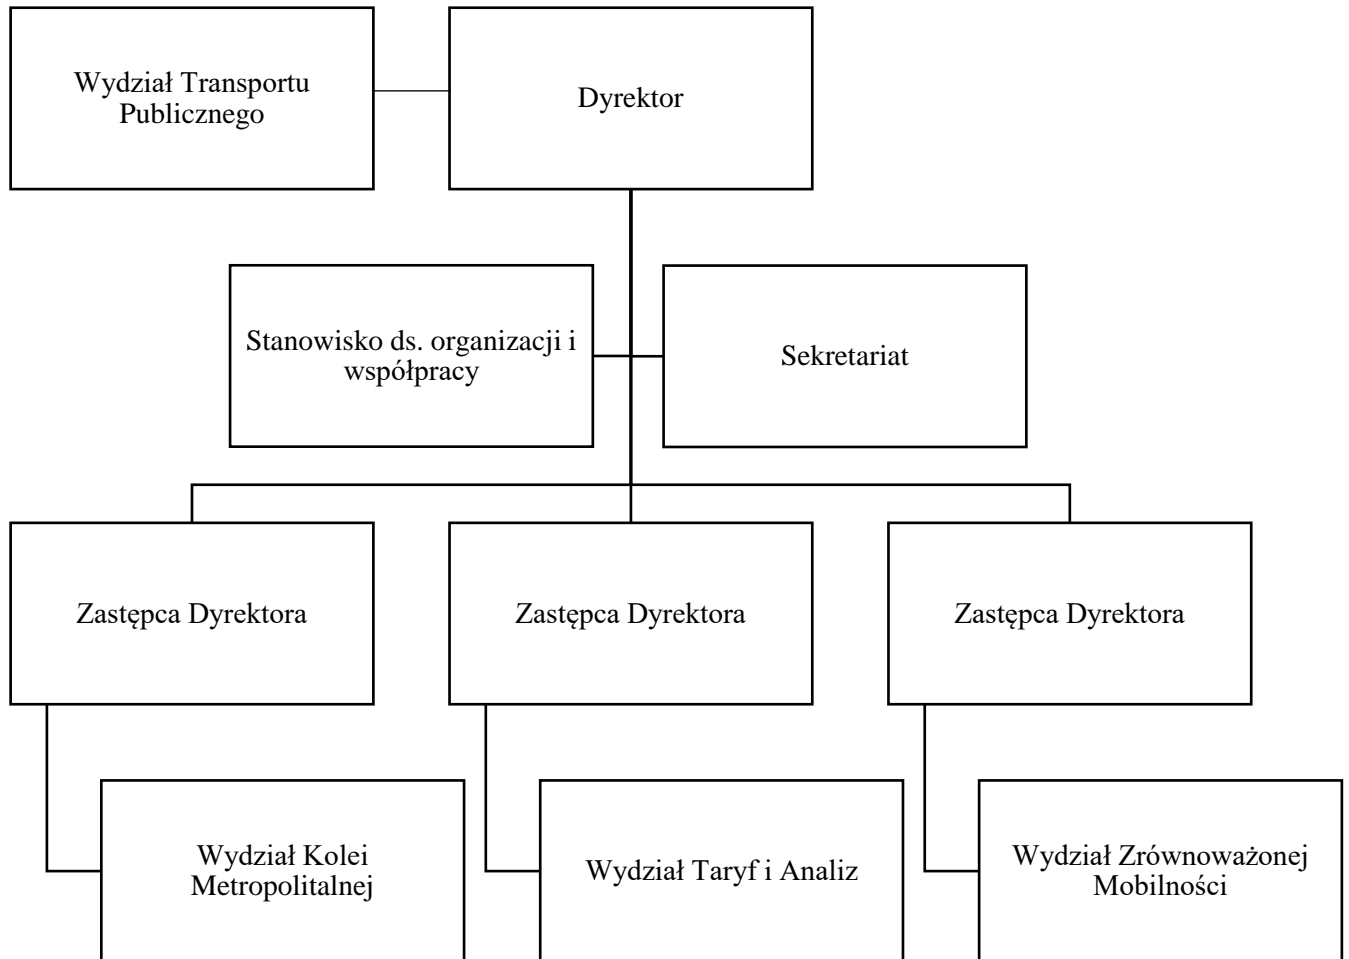 Wydział Transportu
Publicznego
Dyrektor
Stanowisko ds. organizacji i
współpracy
Sekretariat
Zastępca Dyrektora
Zastępca Dyrektora
Zastępca Dyrektora
Wydział Kolei
Metropolitalnej
Wydział Taryf i Analiz
Wydział Zrównoważonej
Mobilności